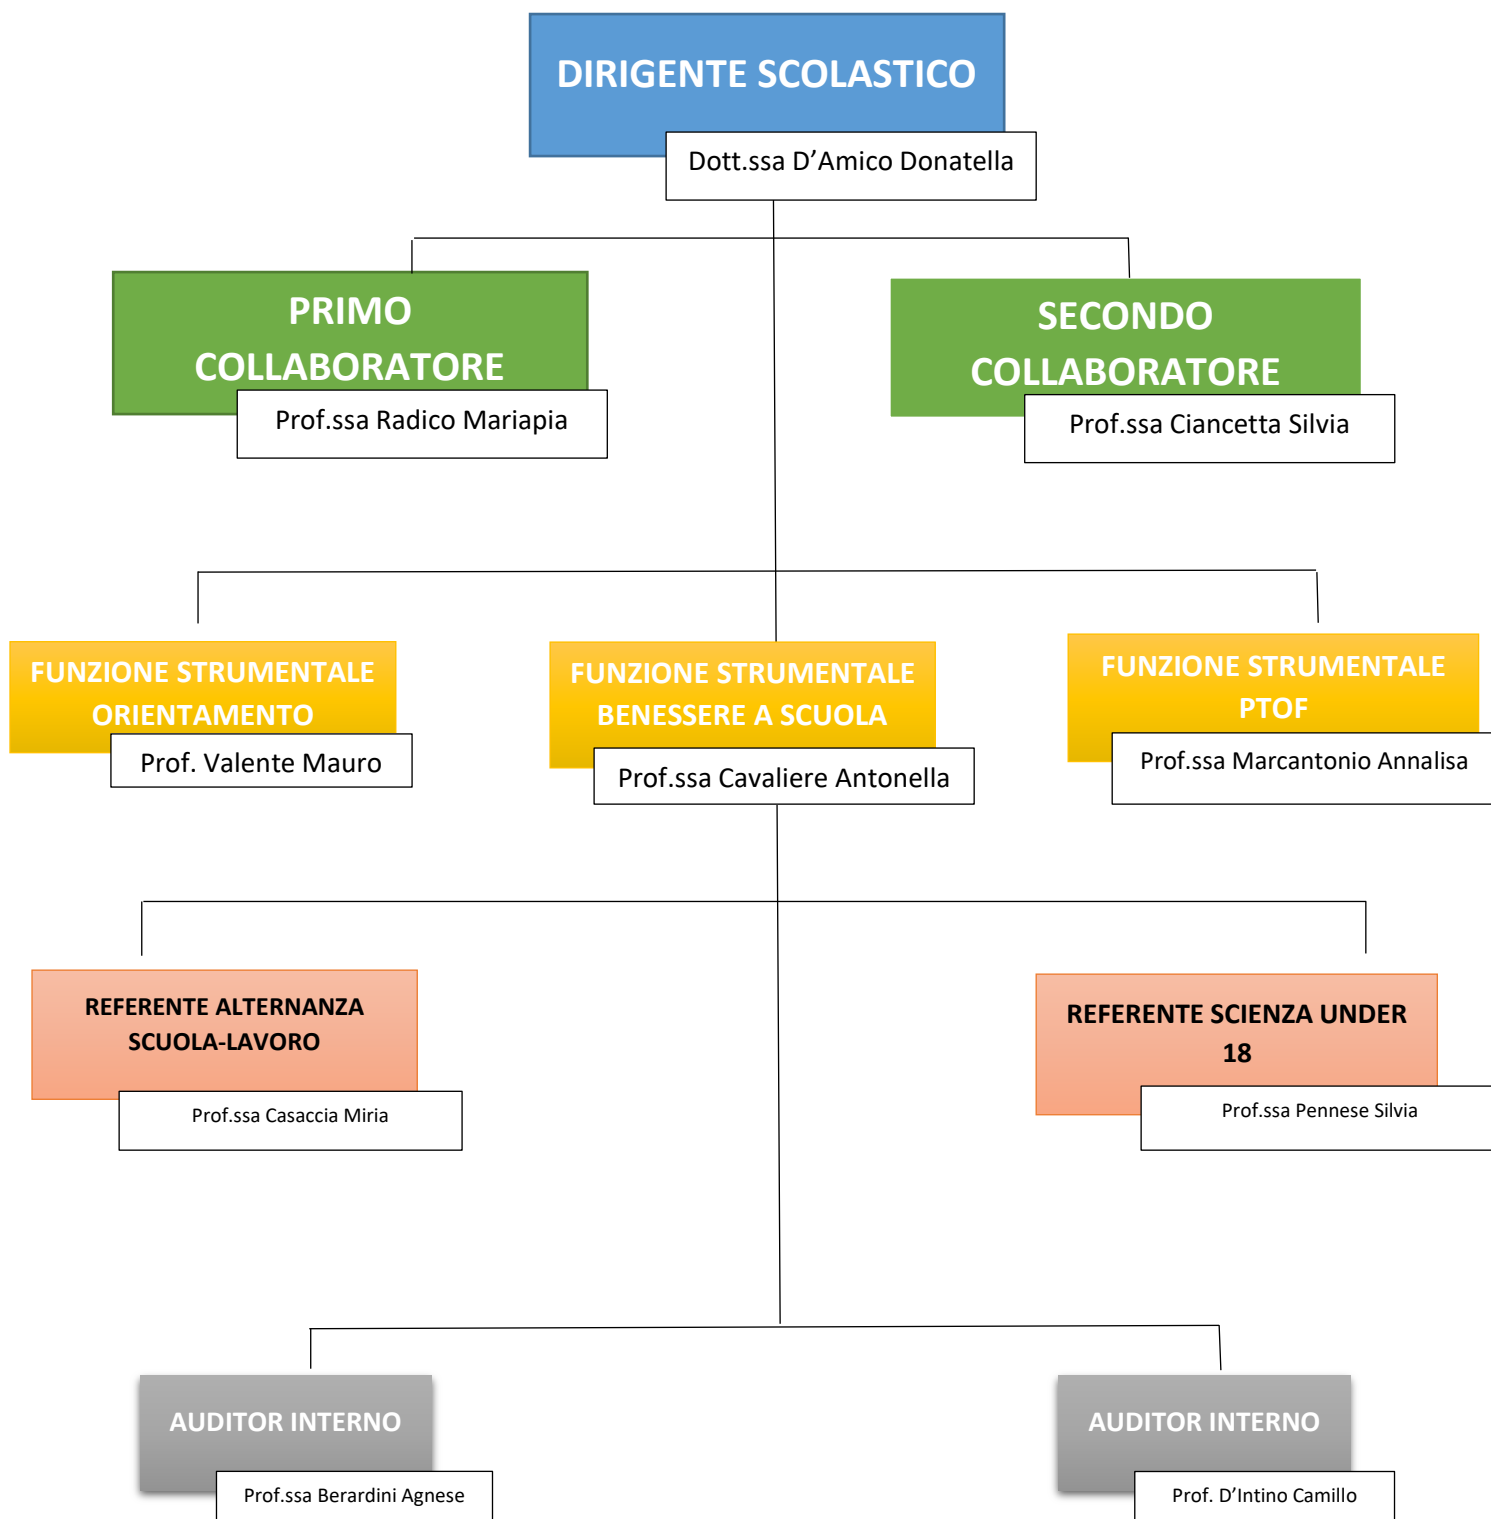 DIRIGENTE SCOLASTICO
Dott.ssa D'Amico Donatella
PRIMO
COLLABORATORE
Prof.ssa Radico Mariapia
SECONDO
COLLABORATORE
Prof.ssa Ciancetta Silvia
FUNZIONE STRUMENTALE
ORIENTAMENTO
Prof. Valente Mauro
FUNZIONE STRUMENTALE
BENESSERE A SCUOLA
Prof.ssa Cavaliere Antonella
FUNZIONE STRUMENTALE
PTOF
Prof.ssa Marcantonio Annalisa
REFERENTE ALTERNANZA
SCUOLA-LAVORO
Prof.ssa Casaccia Miria
REFERENTE SCIENZA UNDER
18
Prof.ssa Pennese Silvia
AUDITOR INTERNO
Prof.ssa Berardini Agnese
AUDITOR INTERNO
Prof. D'Intino Camillo